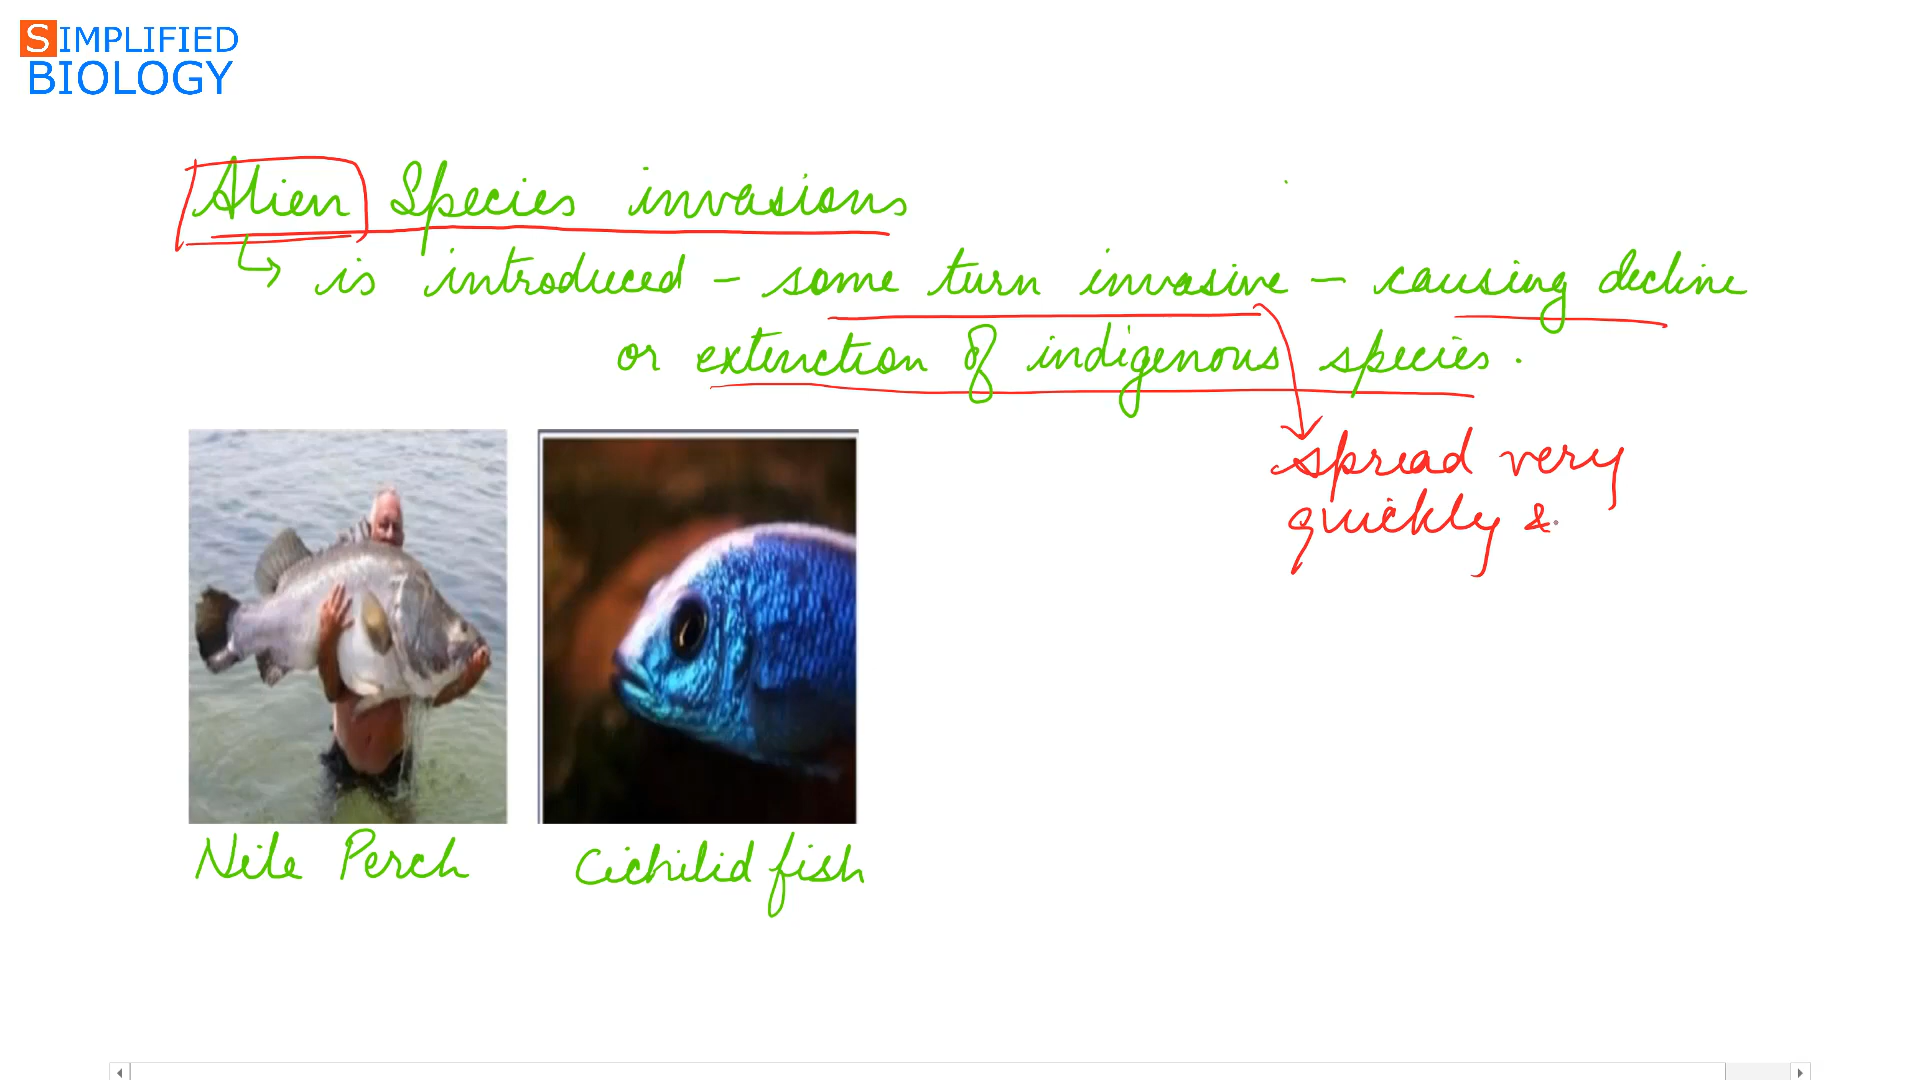 SIMPLIFIED
BIOLOGY
Alien Species invasions
↳ is introduced - some turn invasive - causing decline
or extinction of indigenous species.
spread very
quickly &
Nile Perch
Cichilid fish